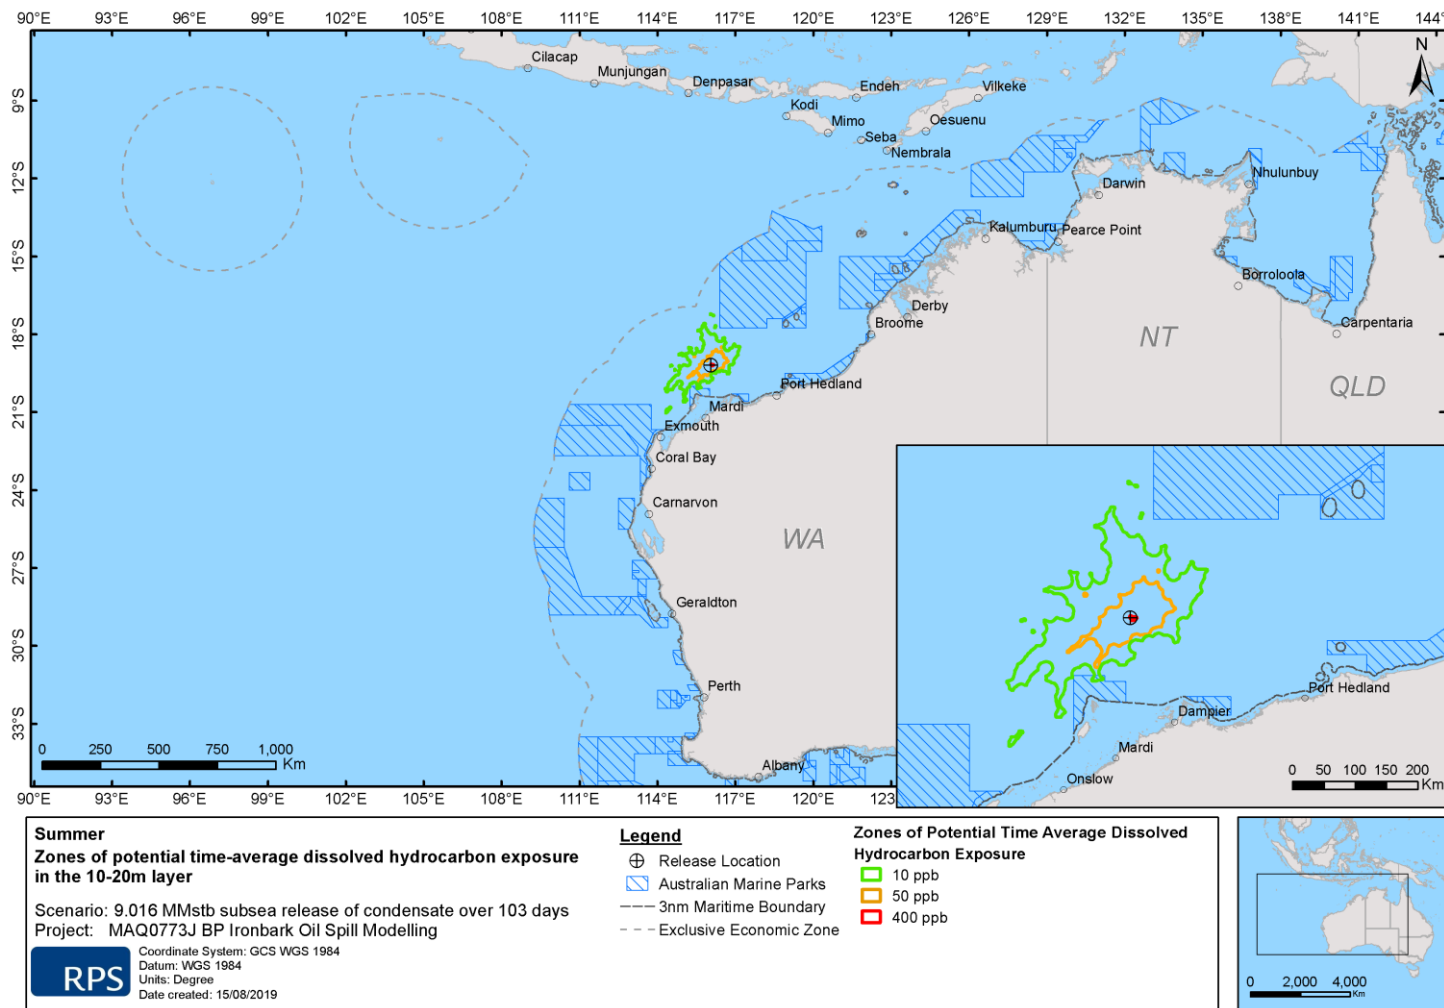 90°E 93°E 96°E 99°E 102°E 105°E 108°E 111°E 114°E 117°E 120°E 123°E 126°E 129°E 132°E 135°E 138°E 141°E 144°E
N
Cilacap
Munjungan
Denpasar
Endeh
Vilkeke
Kodi
Mimo
Oesuenu
Seba
Nembrala
9°S
12°S
15°S
18°S
21°S
24°S
27°S
30°S
33°S
Darwin
Nhulunbuy
Kalumburu
Pearce Point
Borroloola
Derby
Broome
Carpentaria
NT
QLD
Port Hedland
Mardi
Exmouth
Coral Bay
Carnarvon
WA
Geraldton
Perth
Albany
0 250 500 750 1,000
Km
Port Hedland
Dampier
Mardi
Onslow
0 50 100 150 200
Km
90°E 93°E 96°E 99°E 102°E 105°E 108°E 111°E 114°E 117°E 120°E
Summer
Zones of potential time-average dissolved hydrocarbon exposure
in the 10-20m layer
Scenario: 9.016 MMstb subsea release of condensate over 103 days
Project: MAQ0773J BP Ironbark Oil Spill Modelling
RPS
Coordinate System: GCS WGS 1984
Datum: WGS 1984
Units: Degree
Date created: 15/08/2019
Legend
Release Location
Australian Marine Parks
3nm Maritime Boundary
Exclusive Economic Zone
Zones of Potential Time Average Dissolved
Hydrocarbon Exposure
10 ppb
50 ppb
400 ppb
0 2,000 4,000
Km